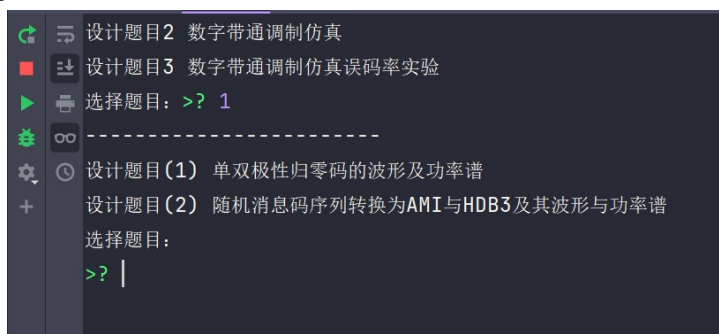 设计题目2 数字带通调制仿真
设计题目3 数字带通调制仿真误码率实验
选择题目：>? 1
-------------------------
设计题目(1) 单双极性归零码的波形及功率谱
设计题目(2) 随机消息码序列转换为AMI与HDB3及其波形与功率谱
选择题目：
>?